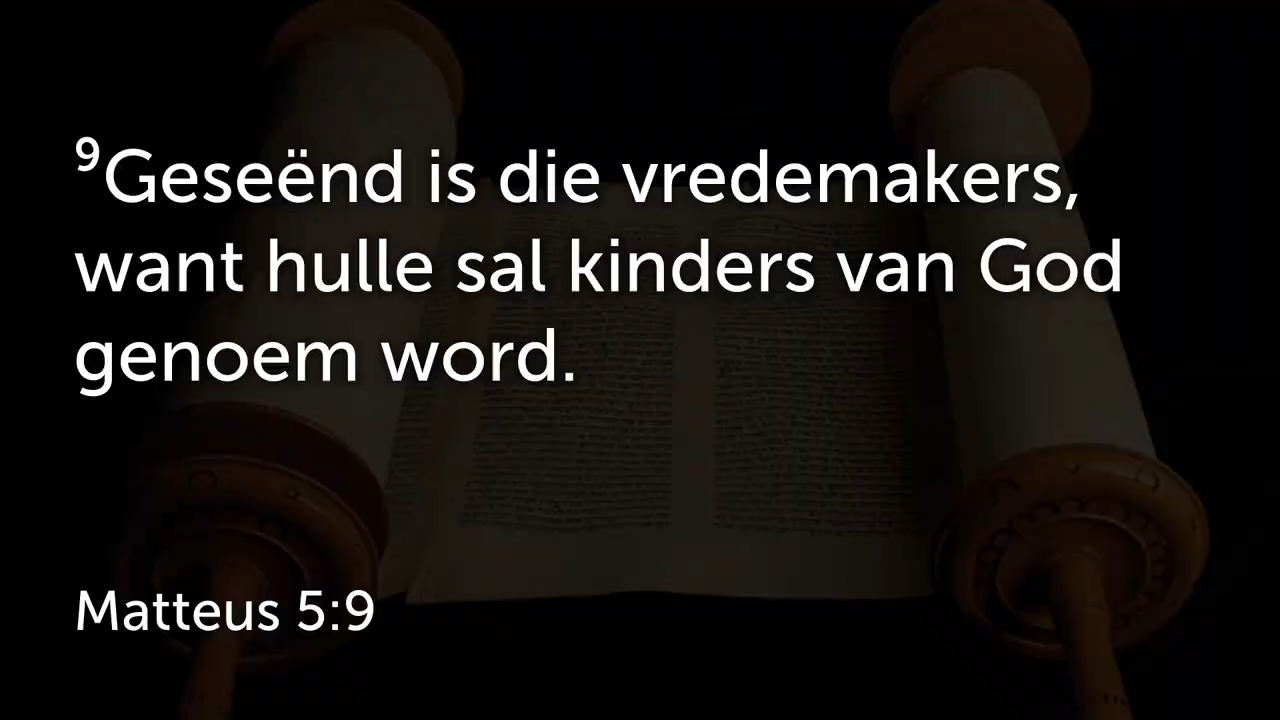 ⁹Geseënd is die vredemakers,
want hulle sal kinders van God
genoem word.
Matteus 5:9